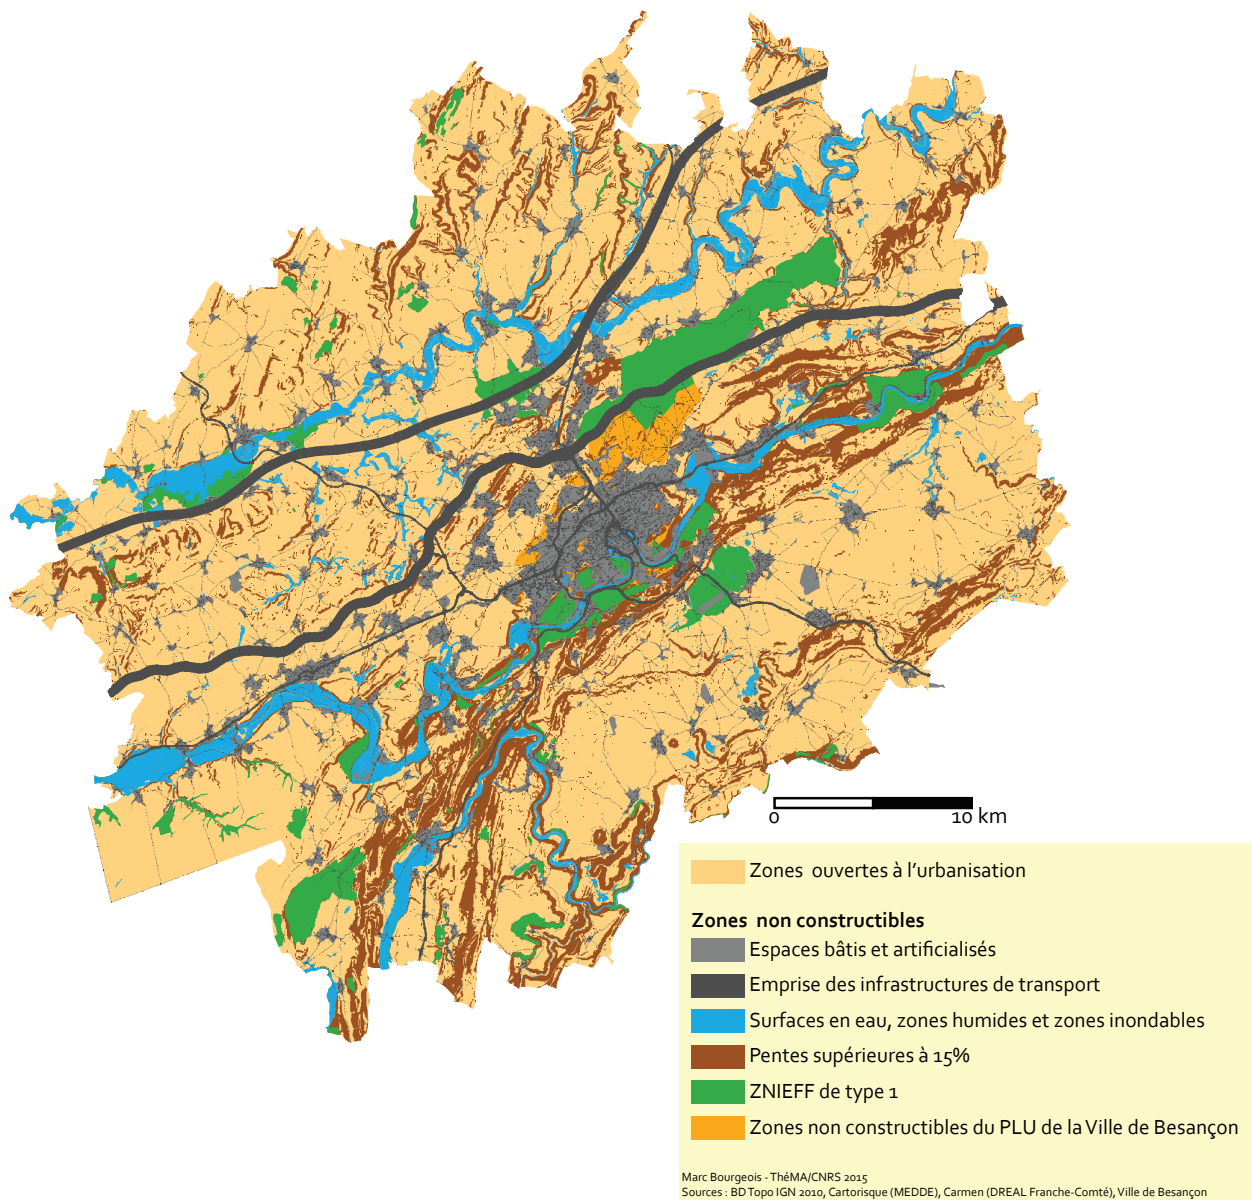 0 10 km
Zones ouvertes à l'urbanisation
Zones non constructibles
Espaces bâtis et artificialisés
Emprise des infrastructures de transport
Surfaces en eau, zones humides et zones inondables
Pentes supérieures à 15%
ZNIEFF de type 1
Zones non constructibles du PLU de la Ville de Besançon
Marc Bourgeois - ThéMA/CNRS 2015
Sources : BD Topo IGN 2010, Cartorisque (MEDDE), Carmen (DREAL Franche-Comté), Ville de Besançon